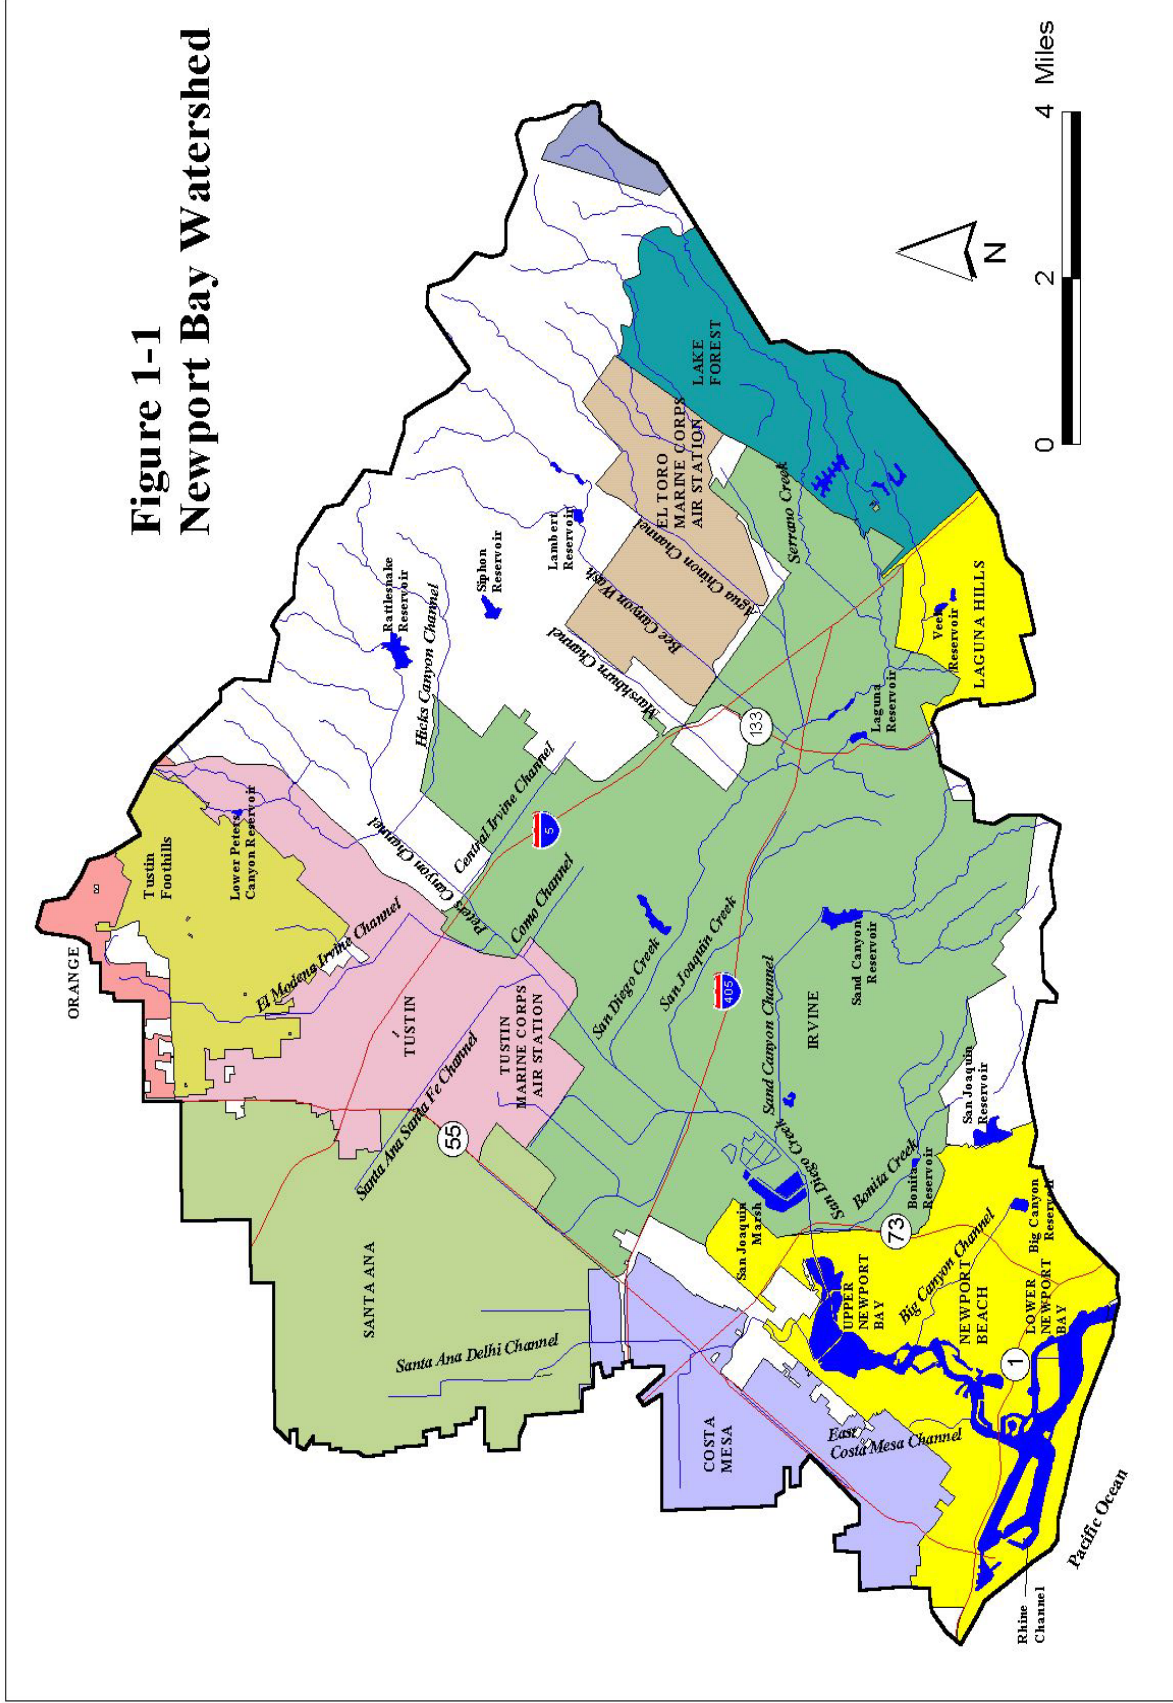 Figure 1-1
Newport Bay Watershed
ORANGE
Tustin
Foothills
Lower Peters
Canyon Reservoir
El Modena Irvine Channel
Rattlesnake
Reservoir
Hicks Canyon Channel
Siphon
Reservoir
Lambert
Reservoir
Peters Canyon Channel
Central Irvine Channel
Como Channel
5
Marshburn Channel
Bee Canyon Wash
Agua Chinon Channel
EL TORO
MARINE CORPS
AIR STATION
LAKE
FOREST
Serrano Creek
TUSTIN
TUSTIN
MARINE CORPS
AIR STATION
Santa Ana Santa Fe Channel
55
SANTA ANA
Santa Ana Delhi Channel
San Diego Creek
San Joaquin Creek
405
133
Laguna
Reservoir
Veeh
Reservoir
LAGUNA HILLS
Sand Canyon Channel
IRVINE
Sand Canyon
Reservoir
San Joaquin
Marsh
San Diego Creek
Bonita Creek
Bonita
Reservoir
San Joaquin
Reservoir
73
COSTA
MESA
East
Costa Mesa Channel
UPPER
NEWPORT
BAY
Big Canyon Channel
Big Canyon
Reservoir
NEWPORT
BEACH
LOWER
NEWPORT
BAY
1
Rhine
Channel
Pacific Ocean
N
0 2 4 Miles